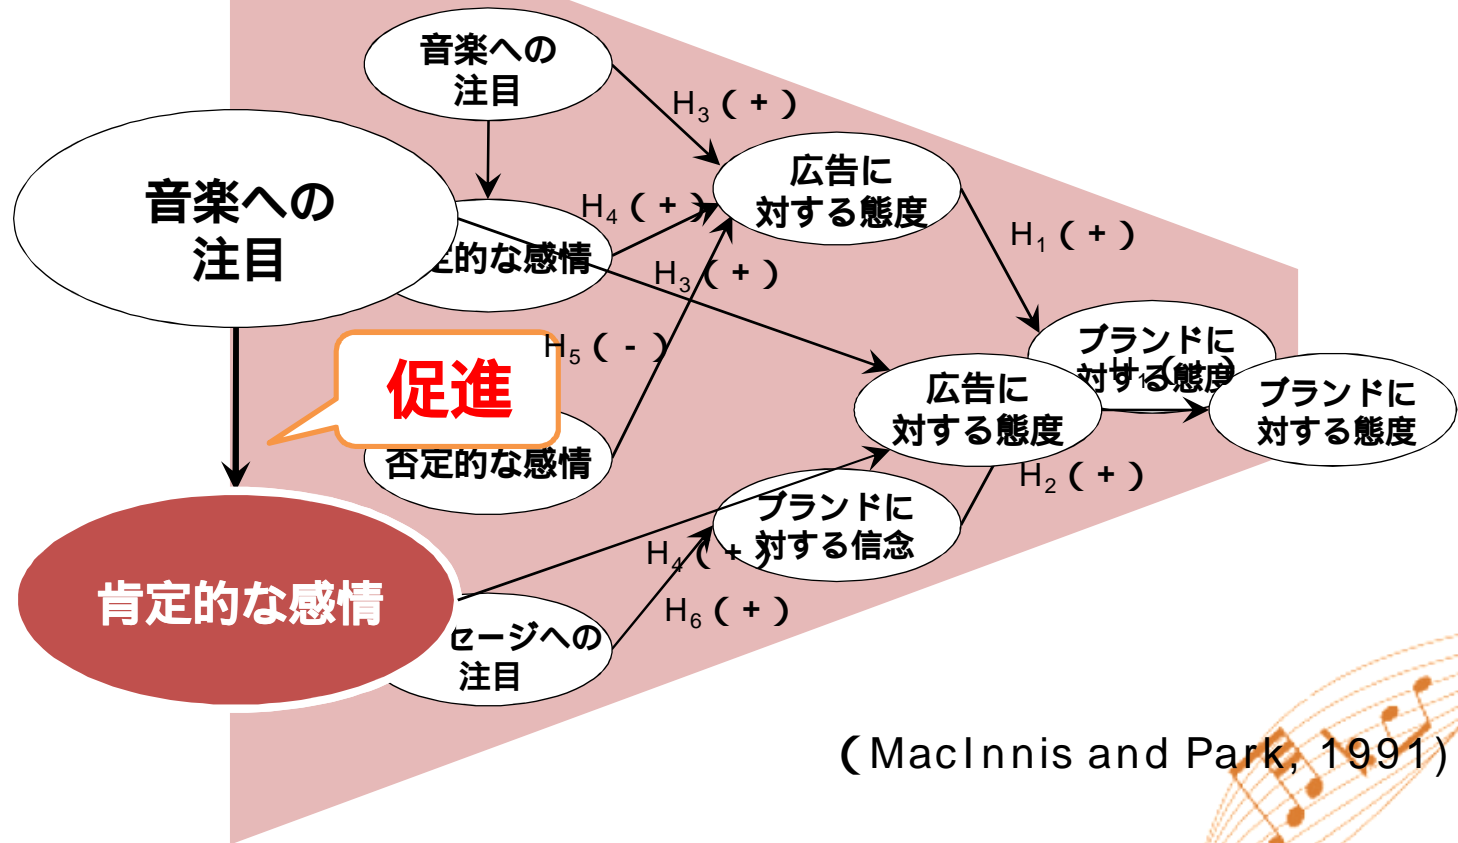 音楽への
注目
H3(+)
広告に
対する態度
音楽への
注目
H4(+)
定的な感情
H3(+)
H1(+)
H5(-)
促進
ブランドに
対する態度
H1(+)
広告に
対する態度
ブランドに
対する態度
否定的な感情
H2(+)
ブランドに
対する信念
H4(+)
肯定的な感情
H6(+)
セージへの
注目
(MacInnis and Park, 1991)